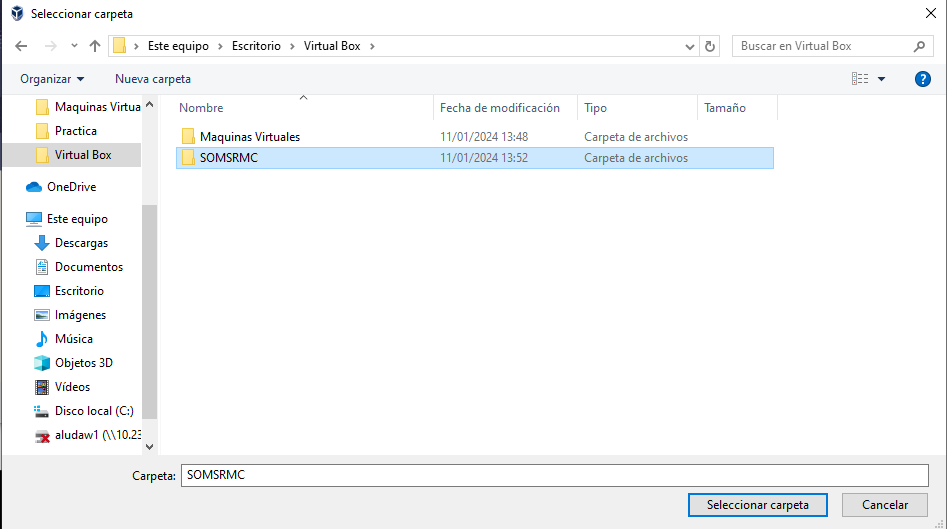 Seleccionar carpeta
Este equipo > Escritorio > Virtual Box >
Buscar en Virtual Box
Organizar
Nueva carpeta
Nombre Fecha de modificación Tipo Tamaño
Maquinas Virtuales 11/01/2024 13:48 Carpeta de archivos
SOMSRMC 11/01/2024 13:52 Carpeta de archivos
Maquinas Virtua
Practica
Virtual Box
OneDrive
Este equipo
Descargas
Documentos
Escritorio
Imágenes
Música
Objetos 3D
Vídeos
Disco local (C:)
aludaw1 (\\10.23
Carpeta: SOMSRMC
Seleccionar carpeta Cancelar